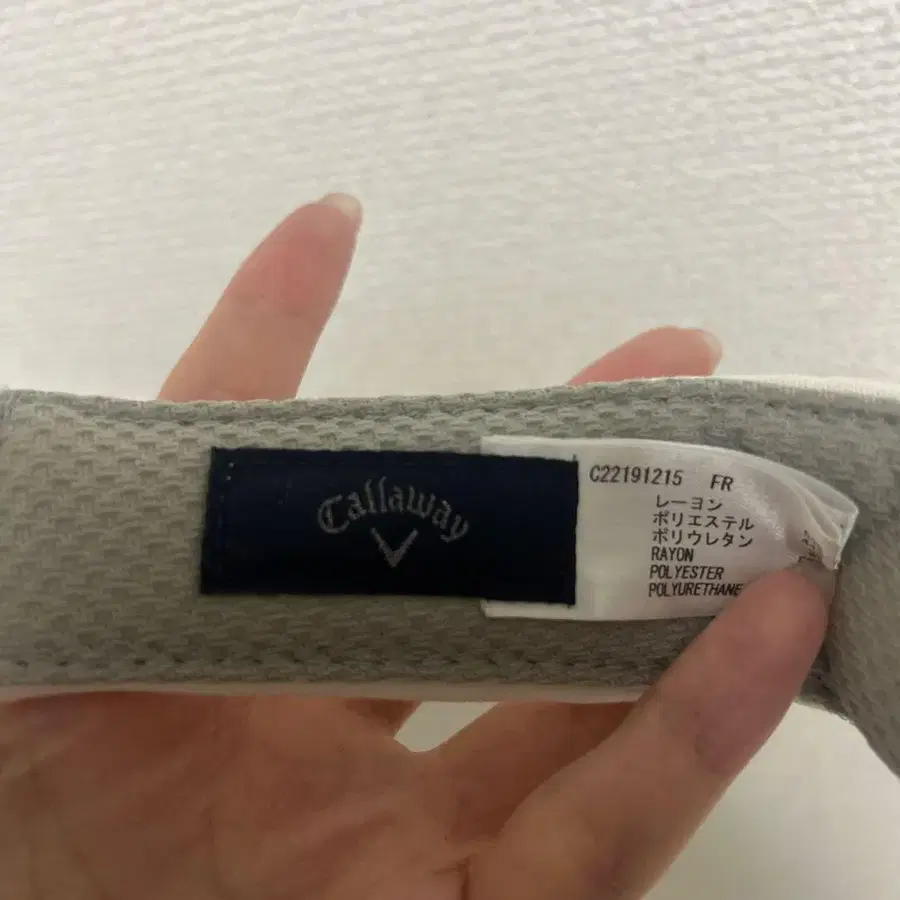 Callaway
C22191215 FR
レーヨン
ポリエステル
ポリウレタン
RAYON
POLYESTER
POLYURETHANE